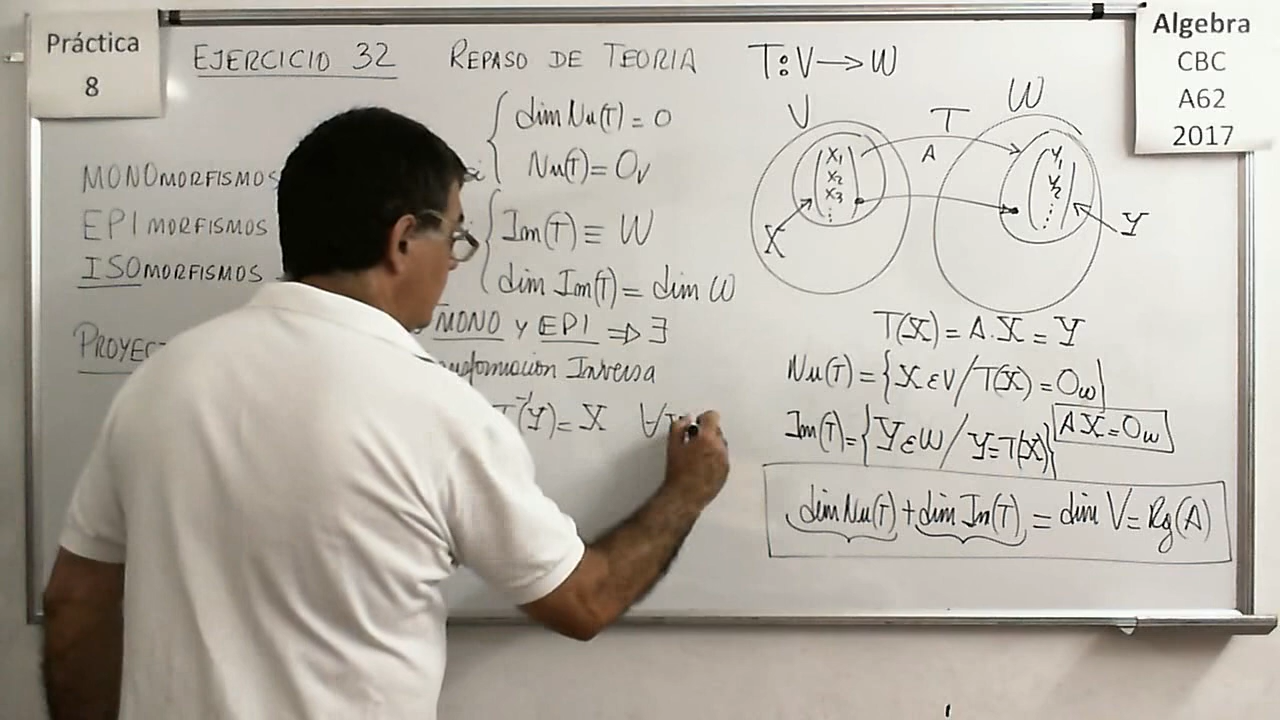 Práctica
8
EJERCICIO 32 REPASO DE TEORIA T:V→W
Algebra
CBC
A62
2017
dim Nu(T) = 0
MONOMORFISMOS
Nu(T) = 0v
EPIMORFISMOS
Im(T) ≡ W
ISOMORFISMOS
dim Im(T) = dim W
MONO y EPI ⇒ ∃
PROYEC
Inversa
(Y) = X ∀
V T W
A
X1
X2
X3
⋮
X
Y1
Y2
⋮
Y
T(X) = A.X = Y
Nu(T) = {X ∈ V / T(X) = 0w}
Im(T) = {Y ∈ W / Y = T(X)}
AX = 0w
dim Nu(T) + dim Im(T) = dim V = Rg(A)